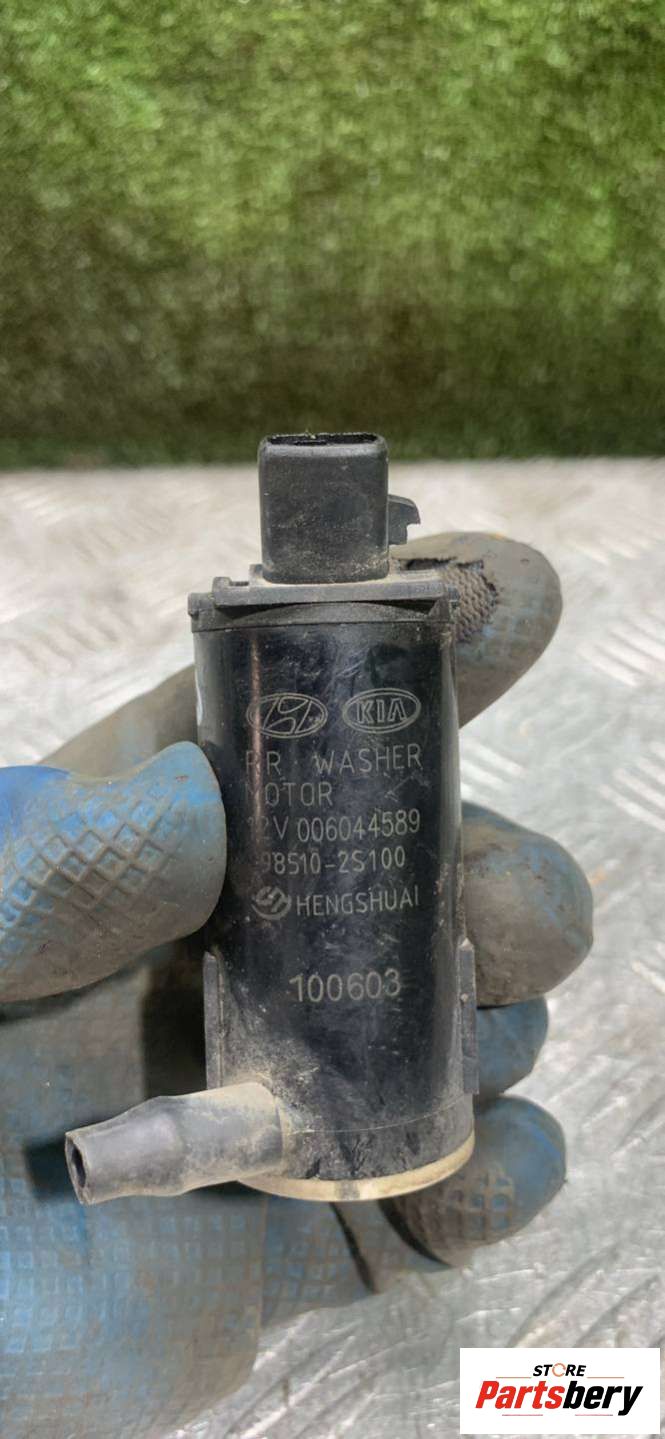 KIA
RR WASHER
MOTOR
12V 006044589
98510-2S100
HENGSHUAI
100603
STORE
Partsbery